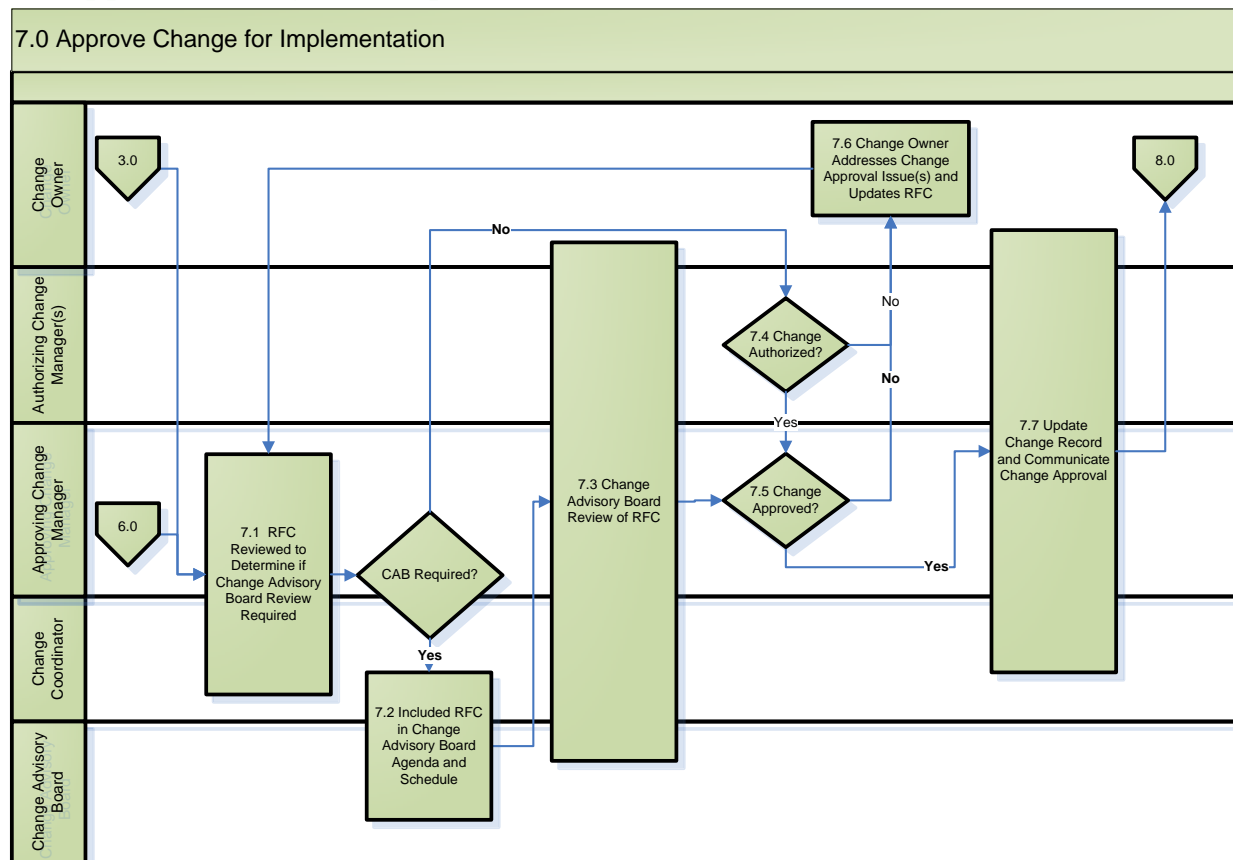 7.0 Approve Change for Implementation
Change
Owner
3.0
7.6 Change Owner
Addresses Change
Approval Issue(s) and
Updates RFC
8.0
No
Authorizing Change
Manager(s)
7.4 Change
Authorized?
No
No
Yes
Approving Change
Manager
6.0
7.1 RFC
Reviewed to
Determine if
Change Advisory
Board Review
Required
CAB Required?
7.3 Change
Advisory Board
Review of RFC
7.5 Change
Approved?
Yes
7.7 Update
Change Record
and Communicate
Change Approval
Change
Coordinator
Yes
7.2 Included RFC
in Change
Advisory Board
Agenda and
Schedule
Change Advisory
Board